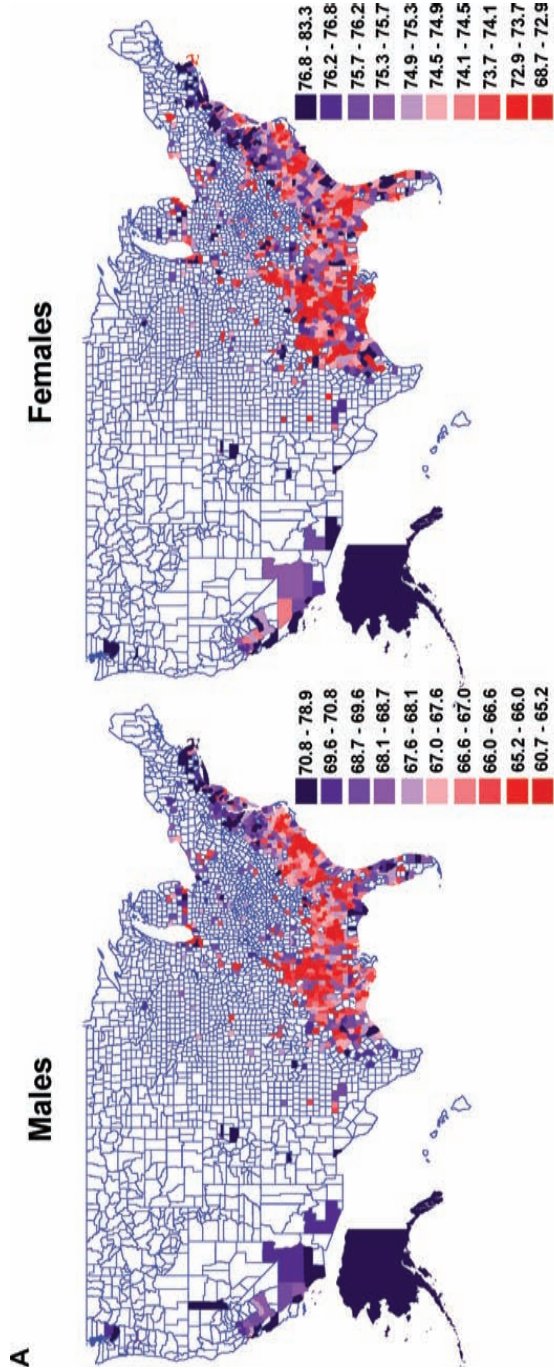 A
Males
70.8 - 78.9
69.6 - 70.8
68.7 - 69.6
68.1 - 68.7
67.6 - 68.1
67.0 - 67.6
66.6 - 67.0
66.0 - 66.6
65.2 - 66.0
60.7 - 65.2
Females
76.8 - 83.3
76.2 - 76.8
75.7 - 76.2
75.3 - 75.7
74.9 - 75.3
74.5 - 74.9
74.1 - 74.5
73.7 - 74.1
72.9 - 73.7
68.7 - 72.9